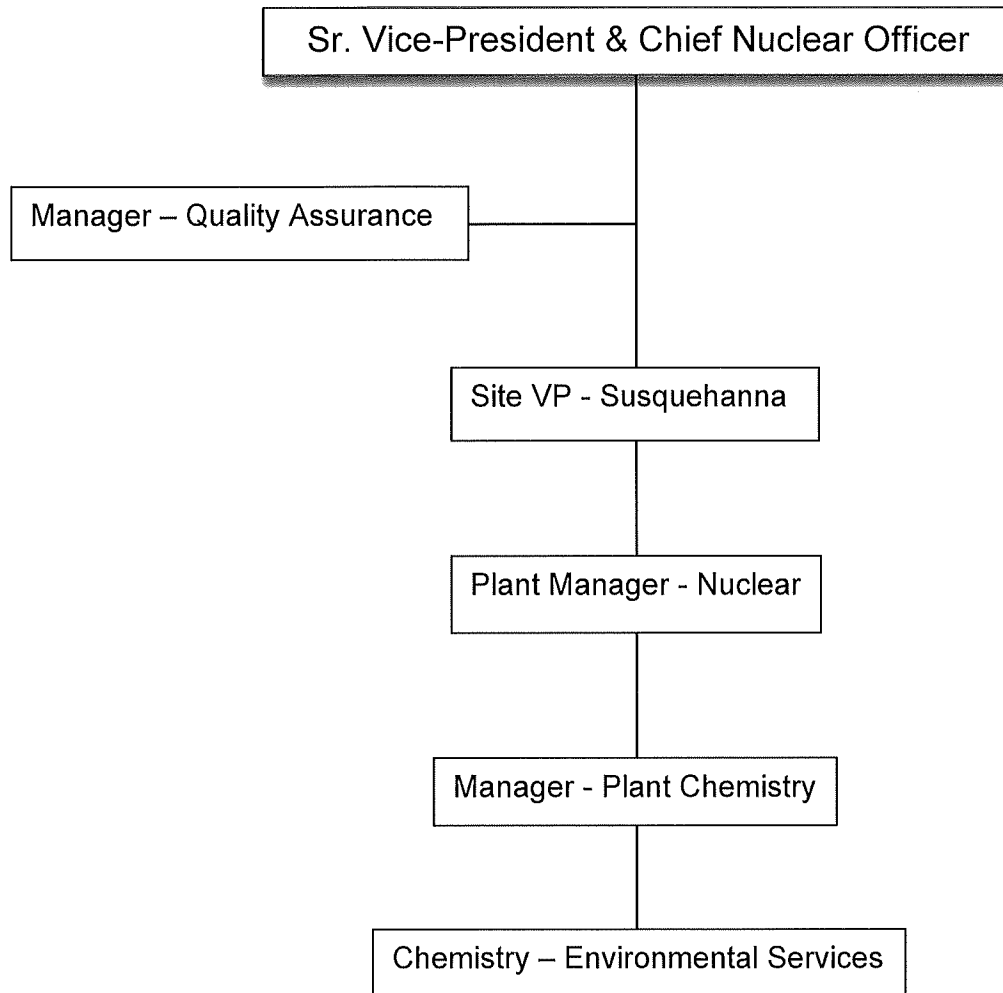 Sr. Vice-President & Chief Nuclear Officer
Manager – Quality Assurance
Site VP - Susquehanna
Plant Manager - Nuclear
Manager - Plant Chemistry
Chemistry – Environmental Services